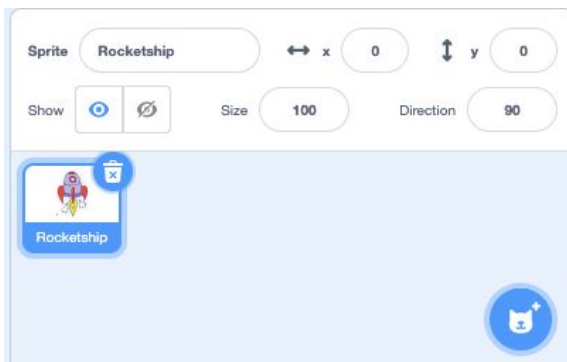 Sprite Rocketship x 0 y 0
Show Size 100 Direction 90
Rocketship